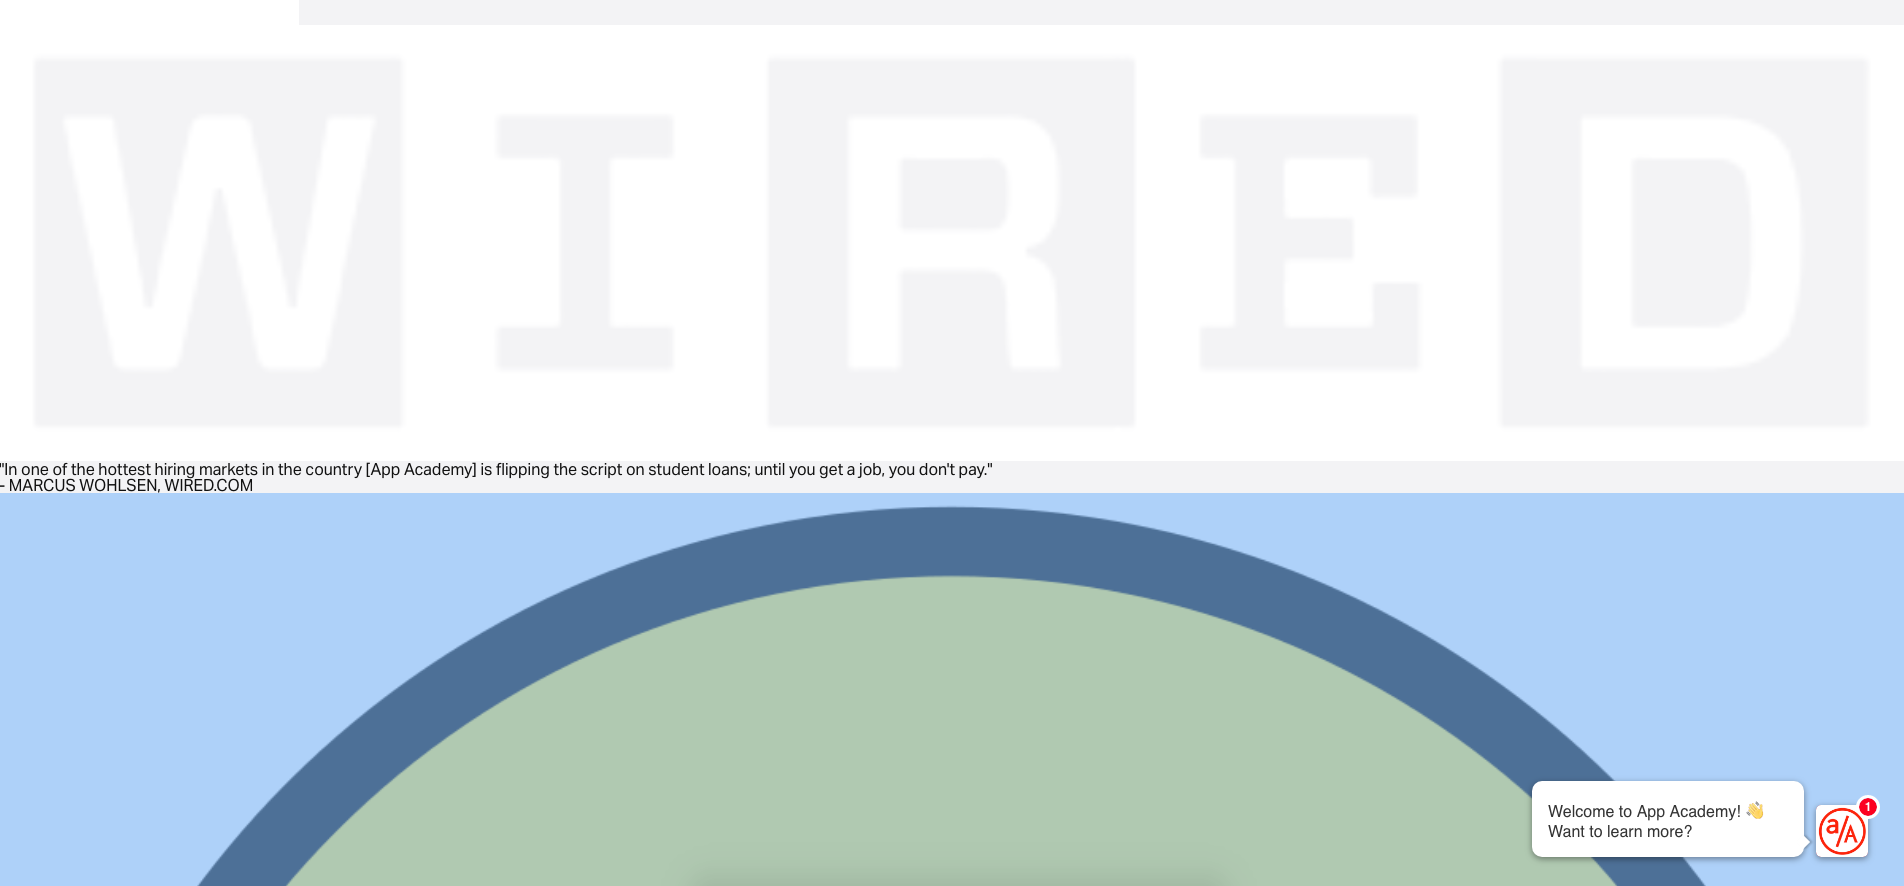 WIRED
"In one of the hottest hiring markets in the country [App Academy] is flipping the script on student loans; until you get a job, you don't pay."
- MARCUS WOHLSEN, WIRED.COM
Welcome to App Academy! 👋
Want to learn more?
1
a/A